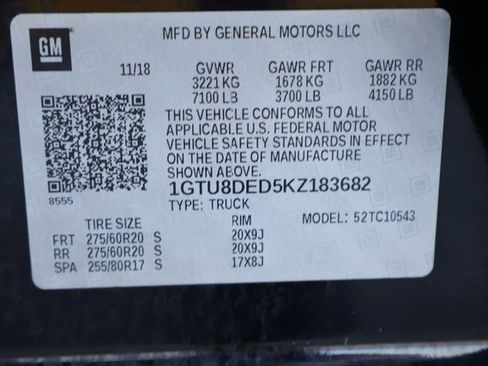 GM
MFD BY GENERAL MOTORS LLC
11/18 GVWR GAWR FRT GAWR RR
3221 KG 1678 KG 1882 KG
7100 LB 3700 LB 4150 LB
THIS VEHICLE CONFORMS TO ALL
APPLICABLE U.S. FEDERAL MOTOR
VEHICLE SAFETY STANDARDS IN EFFECT
ON THE DATE OF MANUFACTURE
SHOWN ABOVE.
8555
1GTU8DED5KZ183682
TYPE: TRUCK MODEL: 52TC10543
TIRE SIZE RIM
FRT 275/60R20 S 20X9J
RR 275/60R20 S 20X9J
SPA 255/80R17 S 17X8J